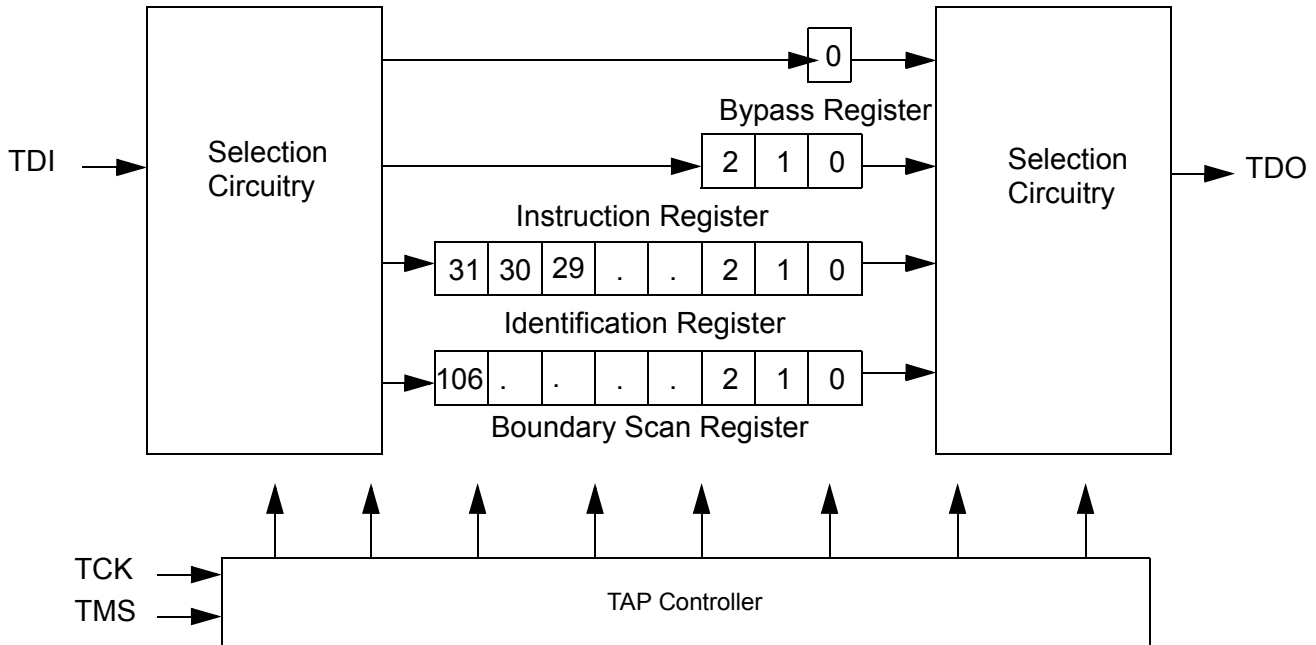 0
Bypass Register
TDI
Selection
Circuitry
2 1 0
Selection
Circuitry
TDO
Instruction Register
31 30 29 . . 2 1 0
Identification Register
106 . . . . 2 1 0
Boundary Scan Register
TCK
TMS
TAP Controller